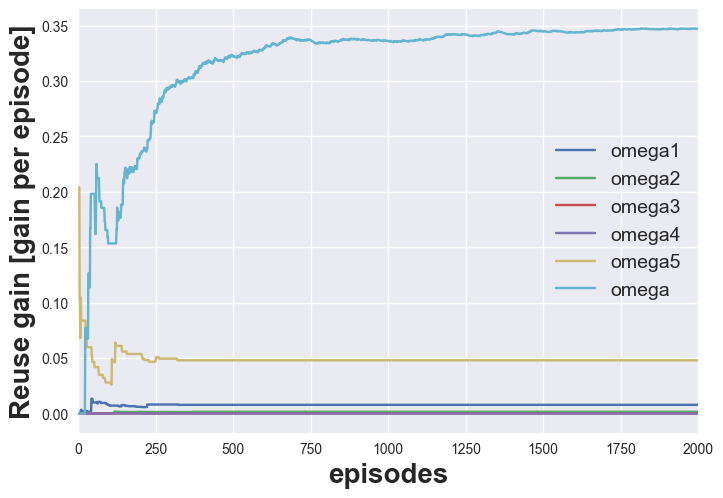 Reuse gain [gain per episode]
0.35
0.30
0.25
0.20
0.15
0.10
0.05
0.00
omega1
omega2
omega3
omega4
omega5
omega
0 250 500 750 1000 1250 1500 1750 2000
episodes